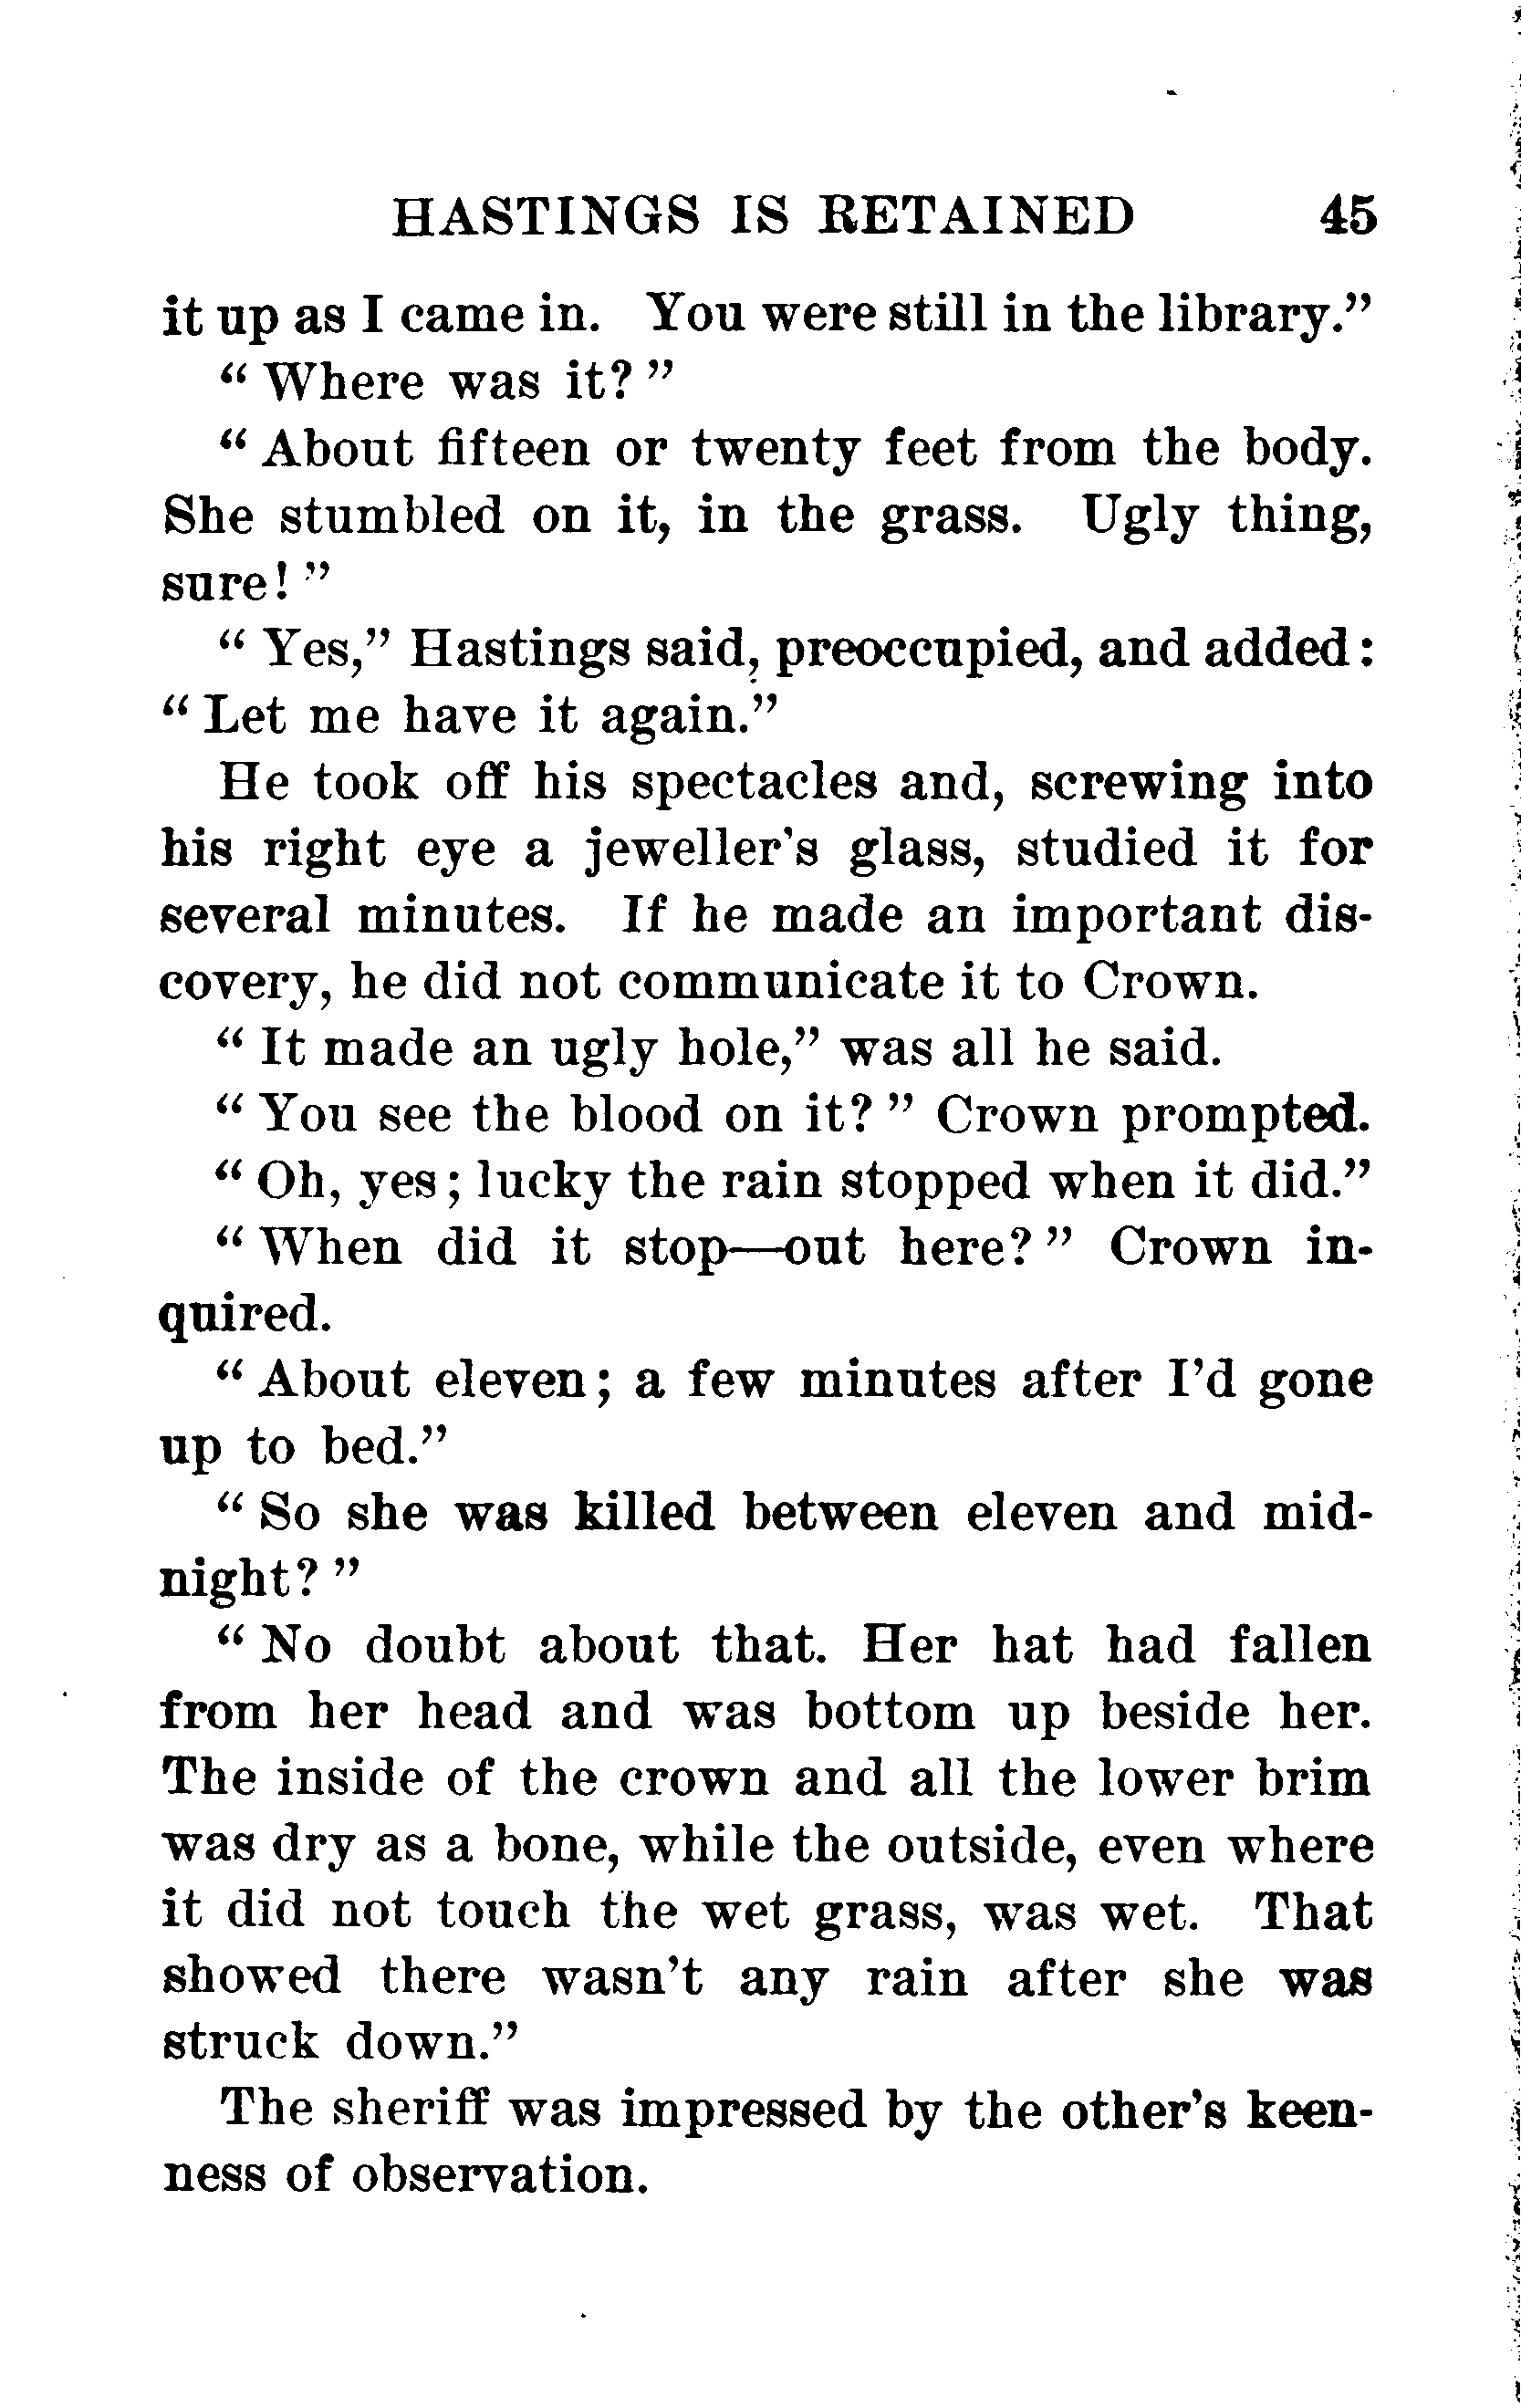 HASTINGS IS RETAINED 45
it up as I came in. You were still in the library.”
“ Where was it? ”
“ About fifteen or twenty feet from the body.
She stumbled on it, in the grass. Ugly thing,
sure! ”
“ Yes,” Hastings said, preoccupied, and added:
“ Let me have it again.”
He took off his spectacles and, screwing into
his right eye a jeweller's glass, studied it for
several minutes. If he made an important dis-
covery, he did not communicate it to Crown.
“ It made an ugly hole,” was all he said.
“ You see the blood on it? ” Crown prompted.
“ Oh, yes; lucky the rain stopped when it did.”
“ When did it stop—out here? ” Crown in-
quired.
“ About eleven; a few minutes after I’d gone
up to bed.”
“ So she was killed between eleven and mid-
night? ”
“ No doubt about that. Her hat had fallen
from her head and was bottom up beside her.
The inside of the crown and all the lower brim
was dry as a bone, while the outside, even where
it did not touch the wet grass, was wet. That
showed there wasn’t any rain after she was
struck down.”
The sheriff was impressed by the other’s keen-
ness of observation.